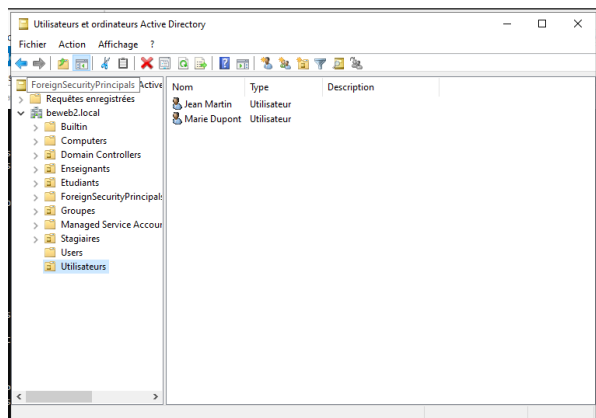 Utilisateurs et ordinateurs Active Directory
Fichier Action Affichage ?
ForeignSecurityPrincipals Active
Nom Type Description
Requêtes enregistrées
Jean Martin Utilisateur
beweb2.local
Marie Dupont Utilisateur
Builtin
Computers
Domain Controllers
Enseignants
Etudiants
ForeignSecurityPrincipals
Groupes
Managed Service Accour
Stagiaires
Users
Utilisateurs